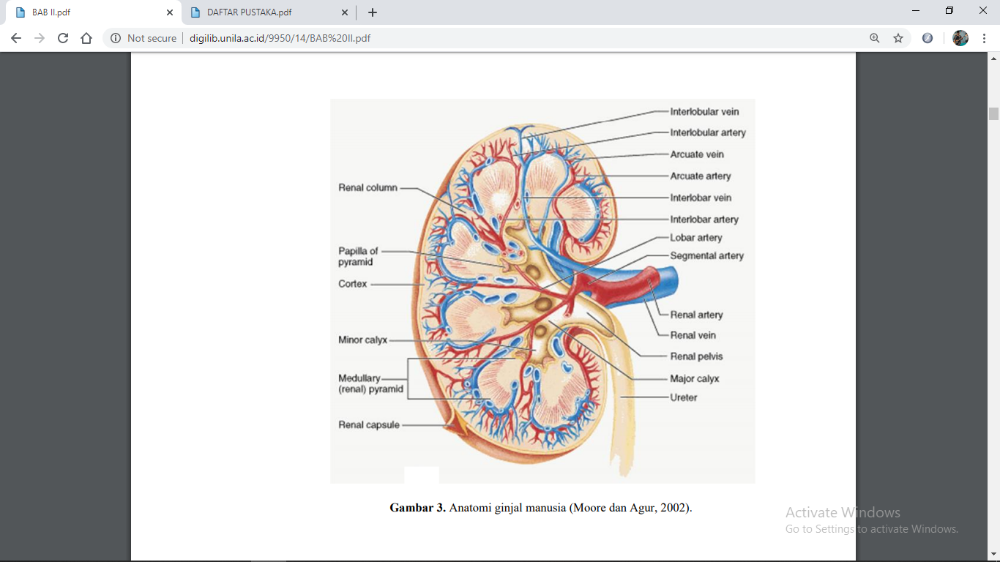 BAB II.pdf
DAFTAR PUSTAKA.pdf
Not secure
digilib.unila.ac.id/9950/14/BAB%20II.pdf
Interlobular vein
Interlobular artery
Arcuate vein
Arcuate artery
Renal column
Interlobar vein
Interlobar artery
Lobar artery
Papilla of
pyramid
Segmental artery
Cortex
Renal artery
Renal vein
Minor calyx
Renal pelvis
Medullary
(renal) pyramid
Major calyx
Ureter
Renal capsule
Gambar 3. Anatomi ginjal manusia (Moore dan Agur, 2002).
Activate Windows
Go to Settings to activate Windows.